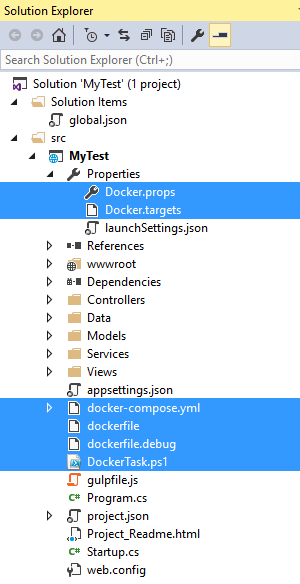 Solution Explorer
Search Solution Explorer (Ctrl+;)
Solution 'MyTest' (1 project)
Solution Items
global.json
src
MyTest
Properties
Docker.props
Docker.targets
launchSettings.json
References
wwwroot
Dependencies
Controllers
Data
Models
Services
Views
appsettings.json
docker-compose.yml
dockerfile
dockerfile.debug
DockerTask.ps1
gulpfile.js
C# Program.cs
project.json
Project_Readme.html
C# Startup.cs
web.config